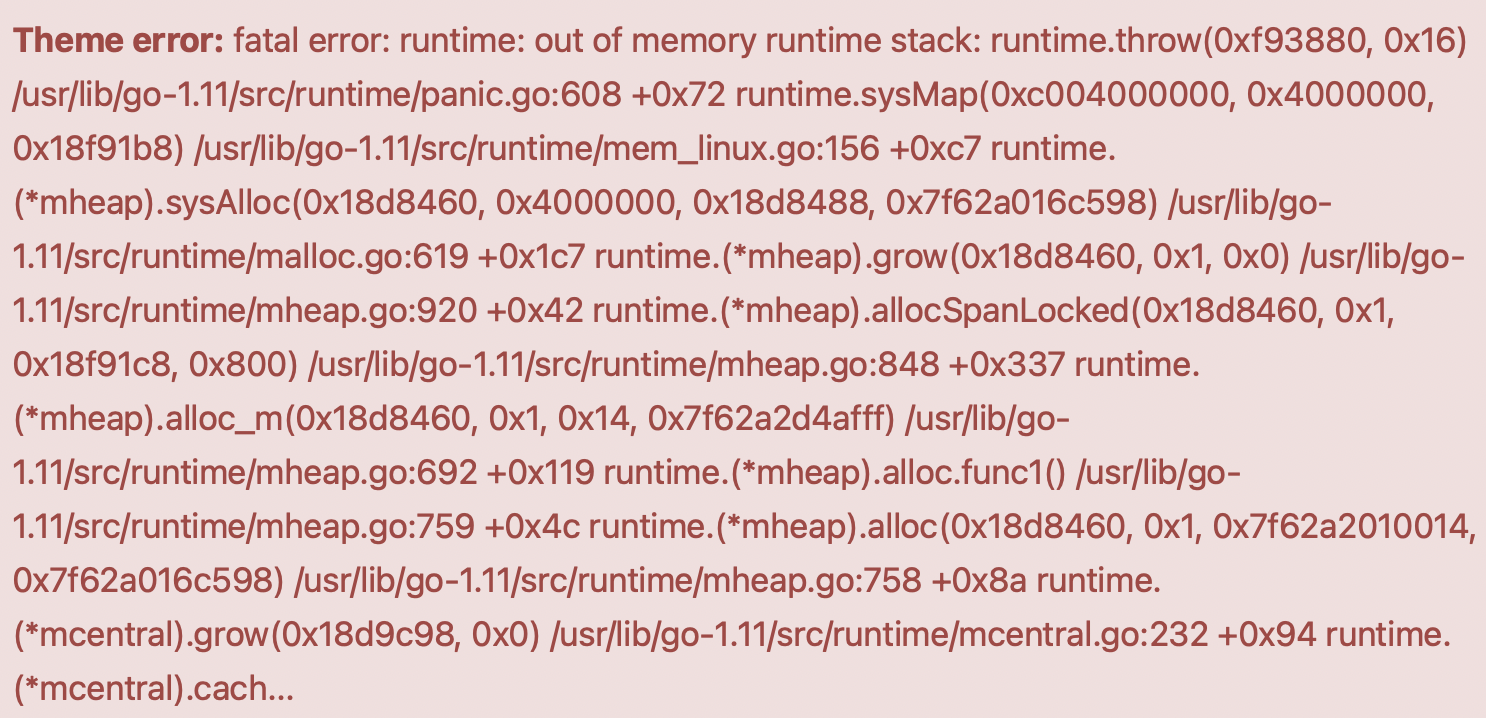 Theme error: fatal error: runtime: out of memory runtime stack: runtime.throw(0xf93880, 0x16)
/usr/lib/go-1.11/src/runtime/panic.go:608 +0x72 runtime.sysMap(0xc004000000, 0x4000000,
0x18f91b8) /usr/lib/go-1.11/src/runtime/mem_linux.go:156 +0xc7 runtime.
(*mheap).sysAlloc(0x18d8460, 0x4000000, 0x18d8488, 0x7f62a016c598) /usr/lib/go-
1.11/src/runtime/malloc.go:619 +0x1c7 runtime.(*mheap).grow(0x18d8460, 0x1, 0x0) /usr/lib/go-
1.11/src/runtime/mheap.go:920 +0x42 runtime.(*mheap).allocSpanLocked(0x18d8460, 0x1,
0x18f91c8, 0x800) /usr/lib/go-1.11/src/runtime/mheap.go:848 +0x337 runtime.
(*mheap).alloc_m(0x18d8460, 0x1, 0x14, 0x7f62a2d4afff) /usr/lib/go-
1.11/src/runtime/mheap.go:692 +0x119 runtime.(*mheap).alloc.func1() /usr/lib/go-
1.11/src/runtime/mheap.go:759 +0x4c runtime.(*mheap).alloc(0x18d8460, 0x1, 0x7f62a2010014,
0x7f62a016c598) /usr/lib/go-1.11/src/runtime/mheap.go:758 +0x8a runtime.
(*mcentral).grow(0x18d9c98, 0x0) /usr/lib/go-1.11/src/runtime/mcentral.go:232 +0x94 runtime.
(*mcentral).cach...